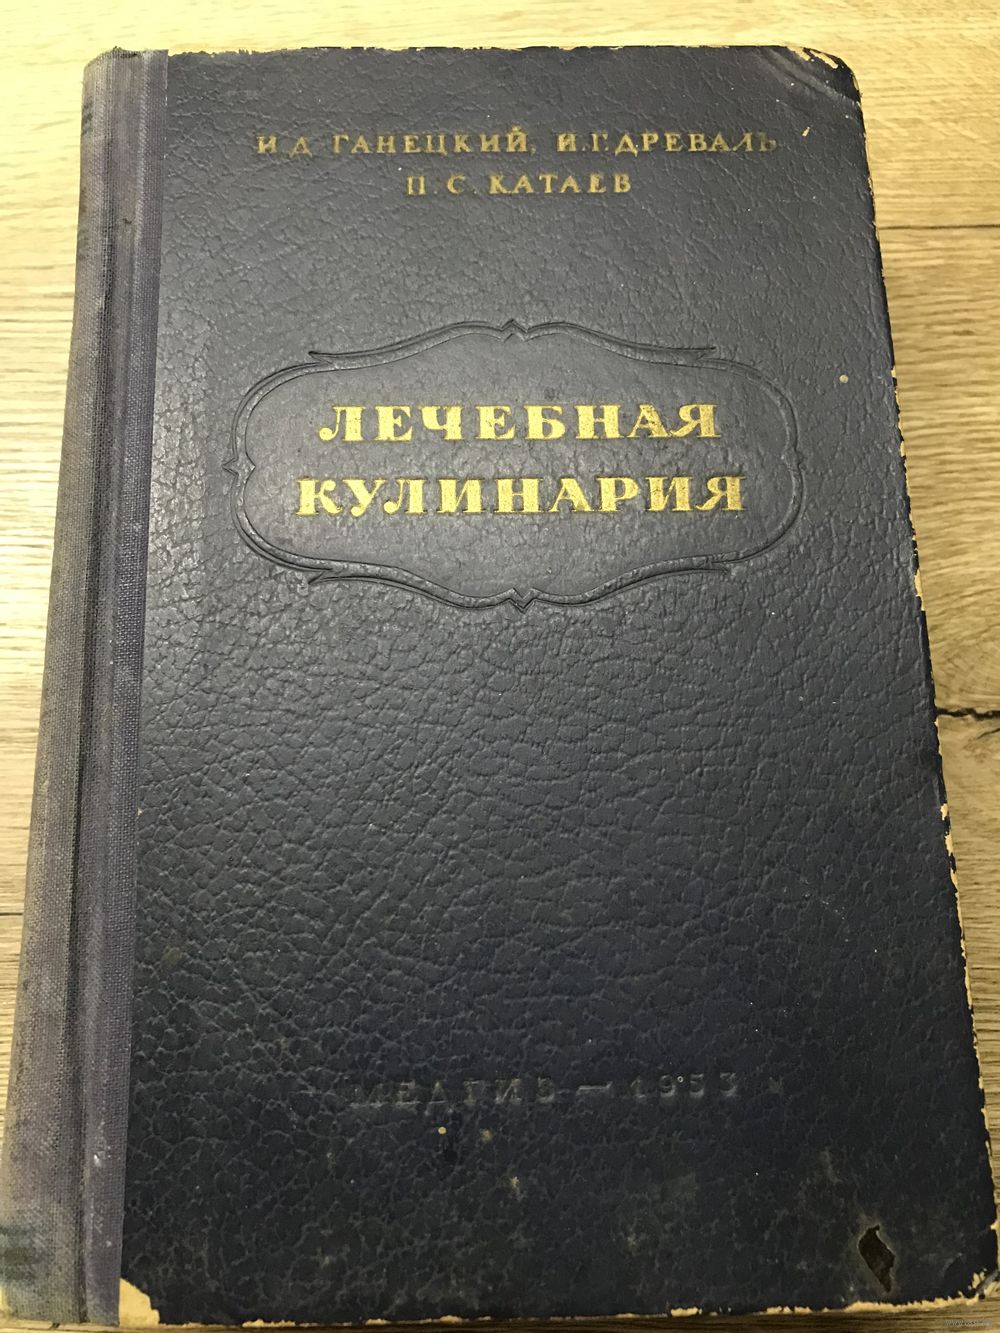 И. Д. ГАНЕЦКИЙ, И. Г. ДРЕВАЛЬ
П. С. КАТАЕВ
ЛЕЧЕБНАЯ
КУЛИНАРИЯ
МЕДГИЗ — 1953